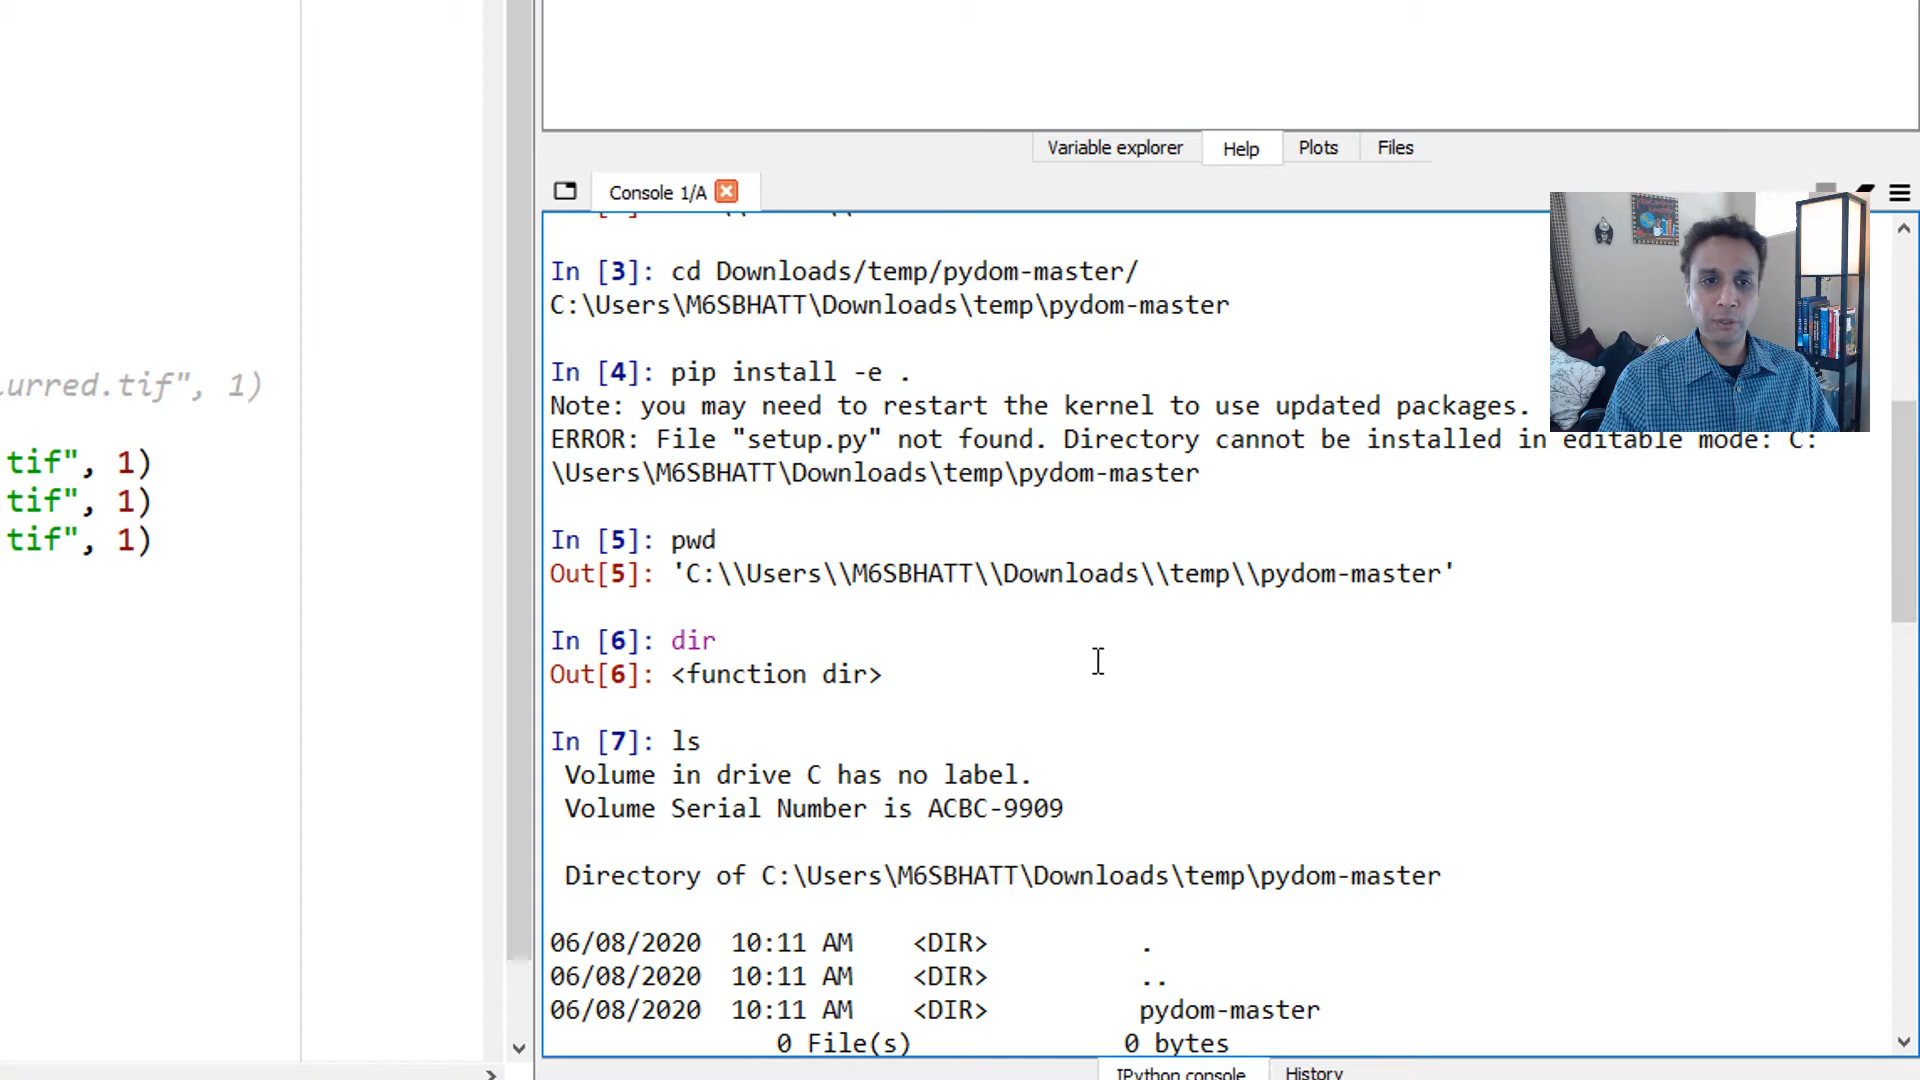 urred.tif", 1)
tif", 1)
tif", 1)
tif", 1)
Variable explorer
Help
Plots
Files
Console 1/A
In [3]: cd Downloads/temp/pydom-master/
C:\Users\M6SBHATT\Downloads\temp\pydom-master
In [4]: pip install -e .
Note: you may need to restart the kernel to use updated packages.
ERROR: File "setup.py" not found. Directory cannot be installed in editable mode: C:
\Users\M6SBHATT\Downloads\temp\pydom-master
In [5]: pwd
Out[5]: 'C:\\Users\\M6SBHATT\\Downloads\\temp\\pydom-master'
In [6]: dir
Out[6]: <function dir>
In [7]: ls
Volume in drive C has no label.
Volume Serial Number is ACBC-9909
Directory of C:\Users\M6SBHATT\Downloads\temp\pydom-master
06/08/2020  10:11 AM    <DIR>          .
06/08/2020  10:11 AM    <DIR>          ..
06/08/2020  10:11 AM    <DIR>          pydom-master
0 File(s)              0 bytes
IPython console
History